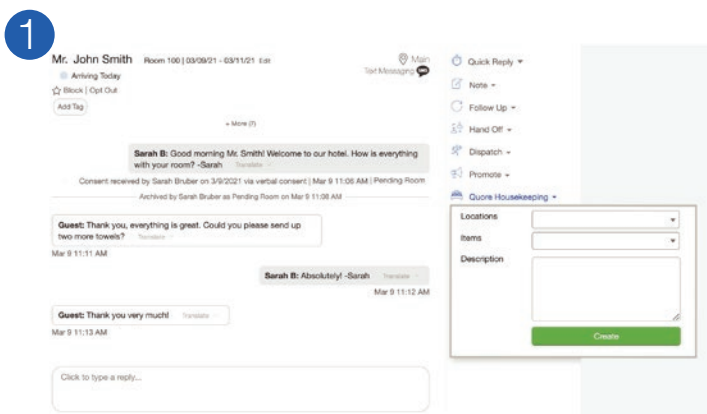 1
Mr. John Smith Room 100 | 03/09/21 - 03/11/21 Edit
Main
Arriving Today
Text Messaging SMS
Block | Opt Out
Add Tag
+ More (7)
Sarah B: Good morning Mr. Smith! Welcome to our hotel. How is everything
with your room? -Sarah Translate
Consent received by Sarah Bruber on 3/9/2021 via verbal consent | Mar 9 11:06 AM | Pending Room
Archived by Sarah Bruber as Pending Room on Mar 9 11:06 AM
Guest: Thank you, everything is great. Could you please send up
two more towels? Translate
Mar 9 11:11 AM
Sarah B: Absolutely! -Sarah Translate
Mar 9 11:12 AM
Guest: Thank you very much! Translate
Mar 9 11:13 AM
Click to type a reply...
Quick Reply
Note
Follow Up
Hand Off
Dispatch
Promote
Quore Housekeeping
Locations
Items
Description
Create